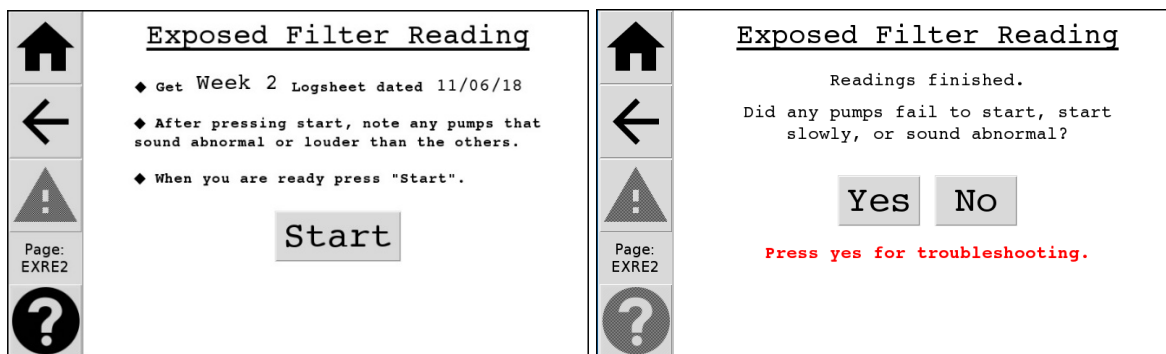 Exposed Filter Reading
◆ Get Week 2 Logsheet dated 11/06/18
◆ After pressing start, note any pumps that
sound abnormal or louder than the others.
◆ When you are ready press "Start".
Start
Page:
EXRE2
?
Exposed Filter Reading
Readings finished.
Did any pumps fail to start, start
slowly, or sound abnormal?
Yes No
Press yes for troubleshooting.
Page:
EXRE2
?